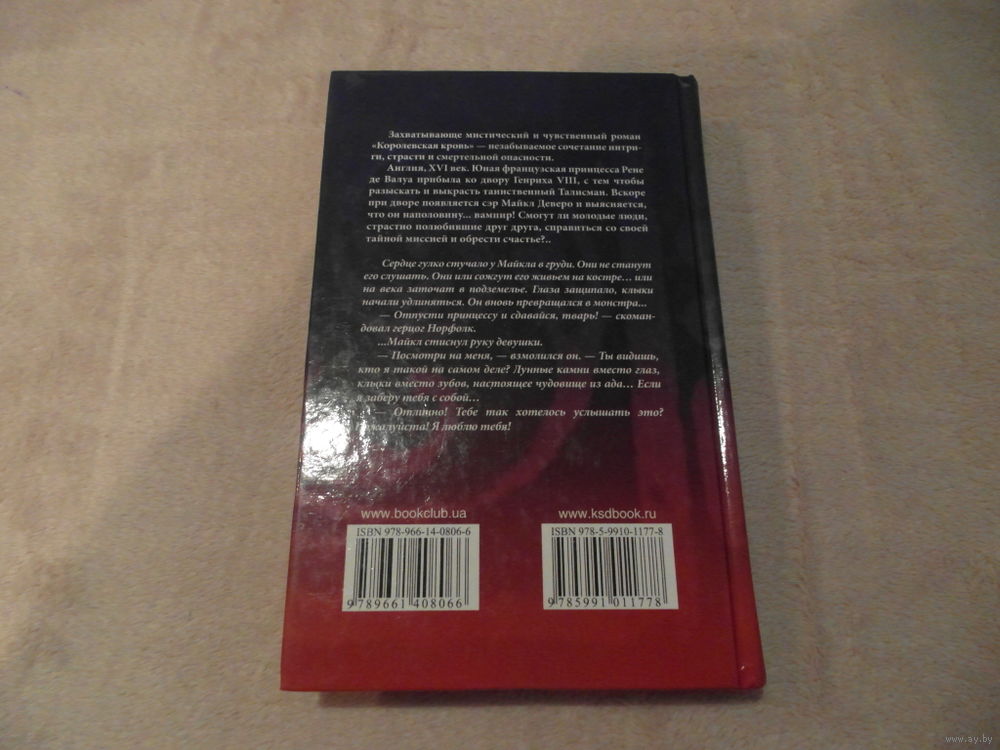 Захватывающе мистический и чувственный роман
«Королевская кровь» — незабываемое сочетание интри-
ги, страсти и смертельной опасности.
Англия, XVI век. Юная французская принцесса Рене
де Валуа прибыла ко двору Генриха VIII, с тем чтобы
разыскать и выкрасть таинственный Талисман. Вскоре
при дворе появляется сэр Майкл Деверо и выясняется,
что он наполовину... вампир! Смогут ли молодые люди,
страстно полюбившие друг друга, справиться со своей
тайной миссией и обрести счастье?..
Сердце гулко стучало у Майкла в груди. Они не станут
его слушать. Они или сожгут его живьем на костре... или
на века заточат в подземелье. Глаза защипало, клыки
начали удлиняться. Он вновь превращался в монстра...
— Отпусти принцессу и сдавайся, тварь! — скоман-
довал герцог Норфолк.
...Майкл стиснул руку девушки.
— Посмотри на меня, — взмолился он. — Ты видишь,
кто я такой на самом деле? Лунные камни вместо глаз,
клыки вместо зубов, настоящее чудовище из ада... Если
я заберу тебя с собой...
— Отлично! Тебе так хотелось услышать это?
Пожалуйста! Я люблю тебя!
www.bookclub.ua
www.ksdbook.ru
ISBN 978-966-14-0806-6
ISBN 978-5-9910-1177-8
9 789661 408066
9 785991 011778
www.ay.by